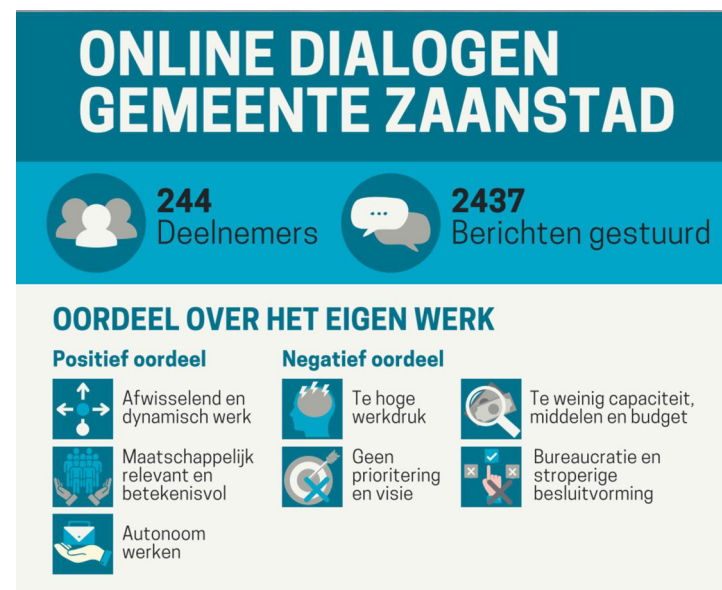 ONLINE DIALOGEN
GEMEENTE ZAANSTAD
244
Deelnemers
2437
Berichten gestuurd
OORDEEL OVER HET EIGEN WERK
Positief oordeel
Afwisselend en
dynamisch werk
Maatschappelijk
relevant en
betekenisvol
Autonoom
werken
Negatief oordeel
Te hoge
werkdruk
Geen
prioritering
en visie
Te weinig capaciteit,
middelen en budget
Bureaucratie en
stroperige
besluitvorming